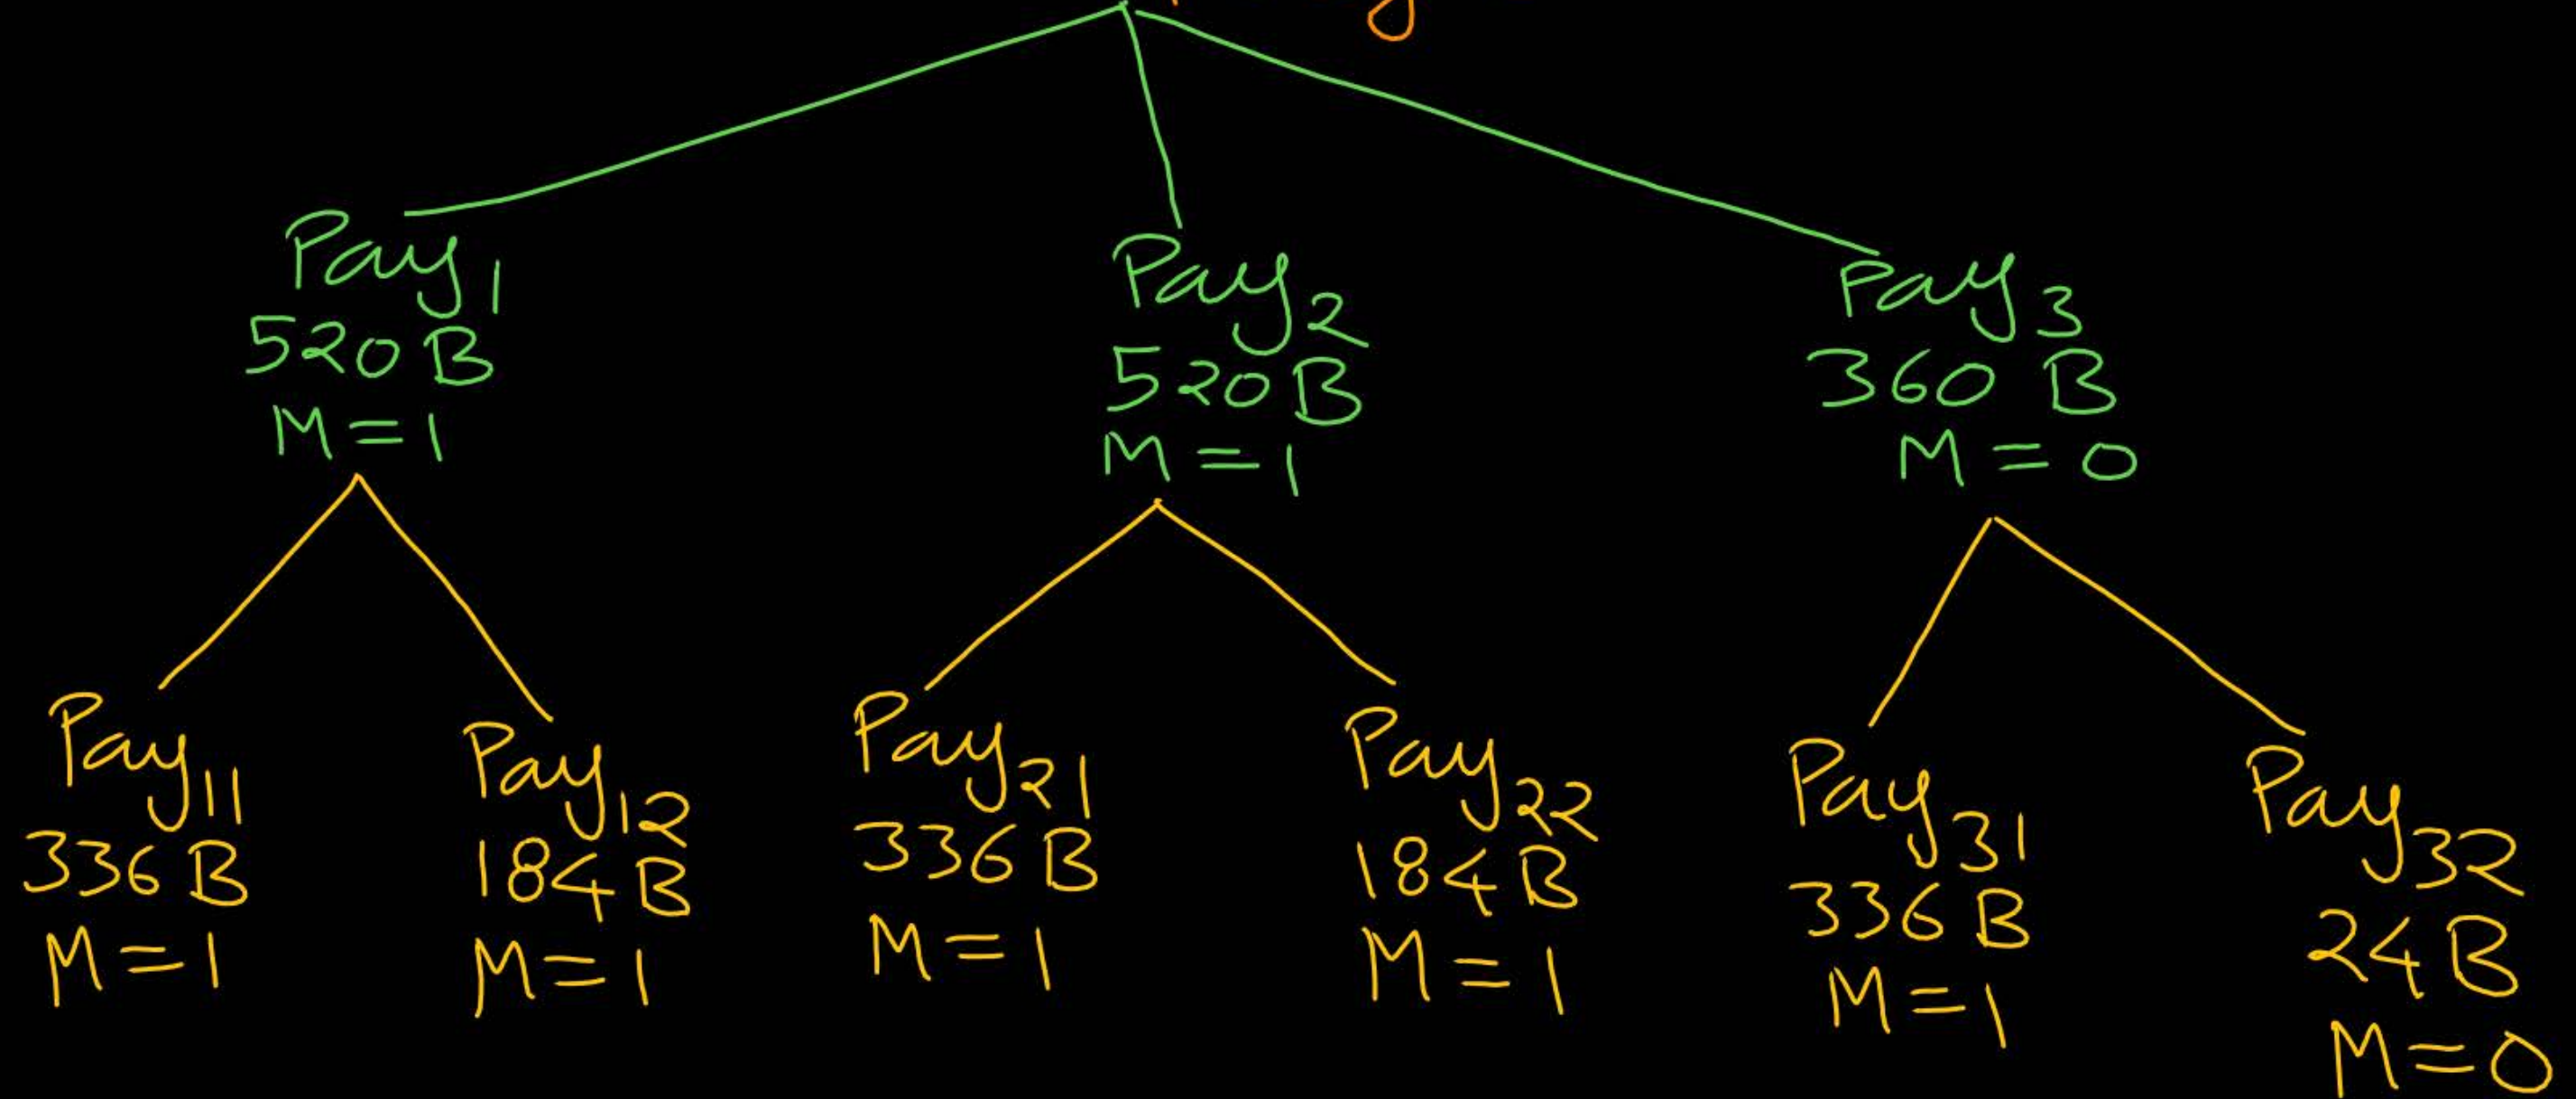 Pay1
520 B
M = 1
Pay2
520 B
M = 1
Pay3
360 B
M = 0
Pay11
336 B
M = 1
Pay12
184 B
M = 1
Pay21
336 B
M = 1
Pay22
184 B
M = 1
Pay31
336 B
M = 1
Pay32
24 B
M = 0